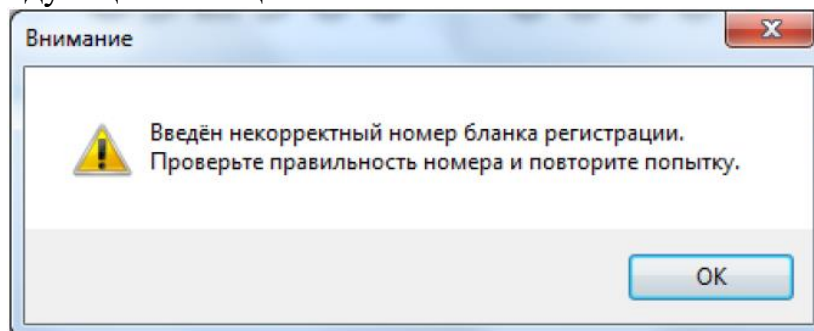 Внимание
Введён некорректный номер бланка регистрации.
Проверьте правильность номера и повторите попытку.
OK